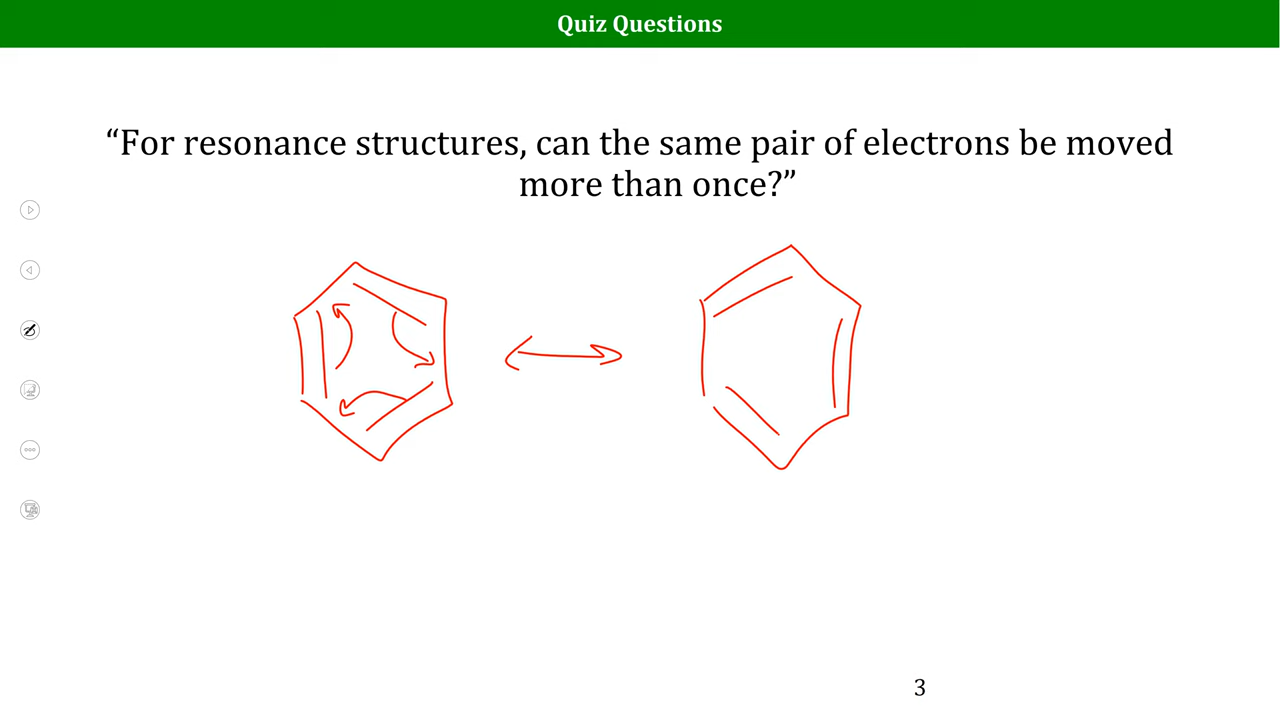 Quiz Questions
“For resonance structures, can the same pair of electrons be moved
more than once?”
3